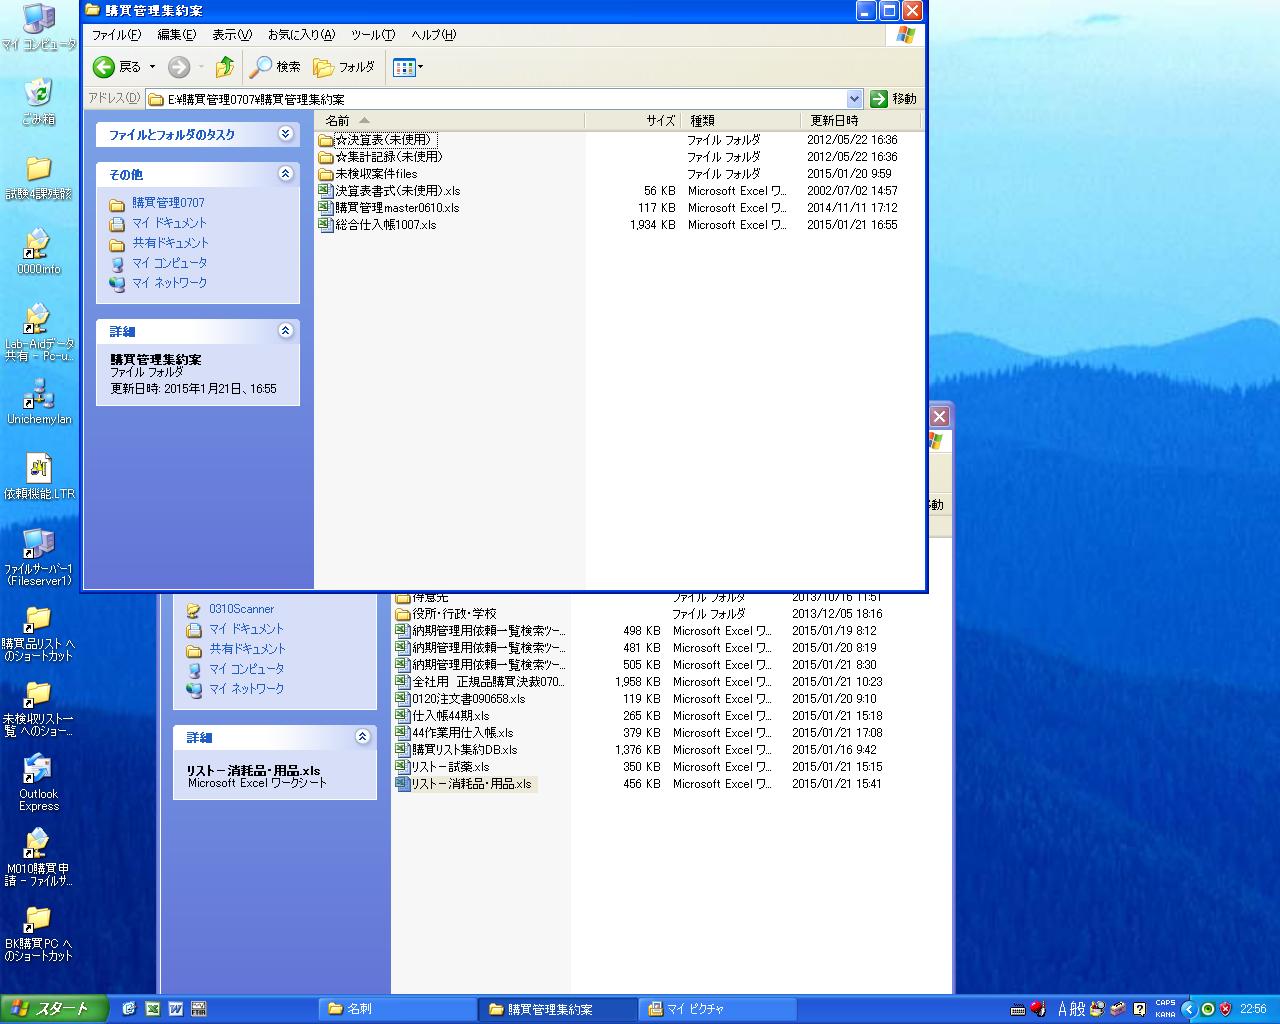 購買管理集約案
ファイル(F) 編集(E) 表示(V) お気に入り(A) ツール(T) ヘルプ(H)
戻る 検索 フォルダ
アドレス(D) E:¥購買管理0707¥購買管理集約案 移動
ファイルとフォルダのタスク
その他
購買管理0707
マイ ドキュメント
共有ドキュメント
マイ コンピュータ
マイ ネットワーク
詳細
購買管理集約案
ファイル フォルダ
更新日時: 2015年1月21日、16:55
名前 サイズ 種類 更新日時
☆決算表(未使用) ファイル フォルダ 2012/05/22 16:36
☆集計記録(未使用) ファイル フォルダ 2012/05/22 16:36
未検収案件files ファイル フォルダ 2015/01/20 9:59
決算表書式(未使用).xls 56 KB Microsoft Excel ワ... 2002/07/02 14:57
購買管理master0610.xls 117 KB Microsoft Excel ワ... 2014/11/11 17:12
総合仕入帳1007.xls 1,934 KB Microsoft Excel ワ... 2015/01/21 16:55
マイ コンピュータ
ごみ箱
試験4課残骸
0000info
Lab-Aidデータ
共有 - Pc-u...
Unichemylan
依頼機能.LTR
ファイルサーバー1
(Fileserver1)
購買品リスト へ
のショートカット
未検収リスト一
覧 へのショー...
Outlook
Express
M010購買申
請 - ファイルサ...
BK購買PC へ
のショートカット
移動
0310Scanner
マイ ドキュメント
共有ドキュメント
マイ コンピュータ
マイ ネットワーク
詳細
リスト－消耗品・用品.xls
Microsoft Excel ワークシート
得意先 ファイル フォルダ 2013/10/16 11:51
役所・行政・学校 ファイル フォルダ 2013/12/05 18:16
納期管理用依頼一覧検索ツー... 498 KB Microsoft Excel ワ... 2015/01/19 8:12
納期管理用依頼一覧検索ツー... 481 KB Microsoft Excel ワ... 2015/01/20 8:19
納期管理用依頼一覧検索ツー... 505 KB Microsoft Excel ワ... 2015/01/21 8:30
全社用　正規品購買決裁070... 1,958 KB Microsoft Excel ワ... 2015/01/21 10:23
0120注文書090658.xls 119 KB Microsoft Excel ワ... 2015/01/20 9:10
仕入帳44期.xls 265 KB Microsoft Excel ワ... 2015/01/21 15:18
44作業用仕入帳.xls 379 KB Microsoft Excel ワ... 2015/01/21 17:08
購買リスト集約DB.xls 1,376 KB Microsoft Excel ワ... 2015/01/16 9:42
リスト－試薬.xls 350 KB Microsoft Excel ワ... 2015/01/21 15:15
リスト－消耗品・用品.xls 456 KB Microsoft Excel ワ... 2015/01/21 15:41
スタート 名刺 購買管理集約案 マイ ピクチャ A 般 CAPS KANA 22:56